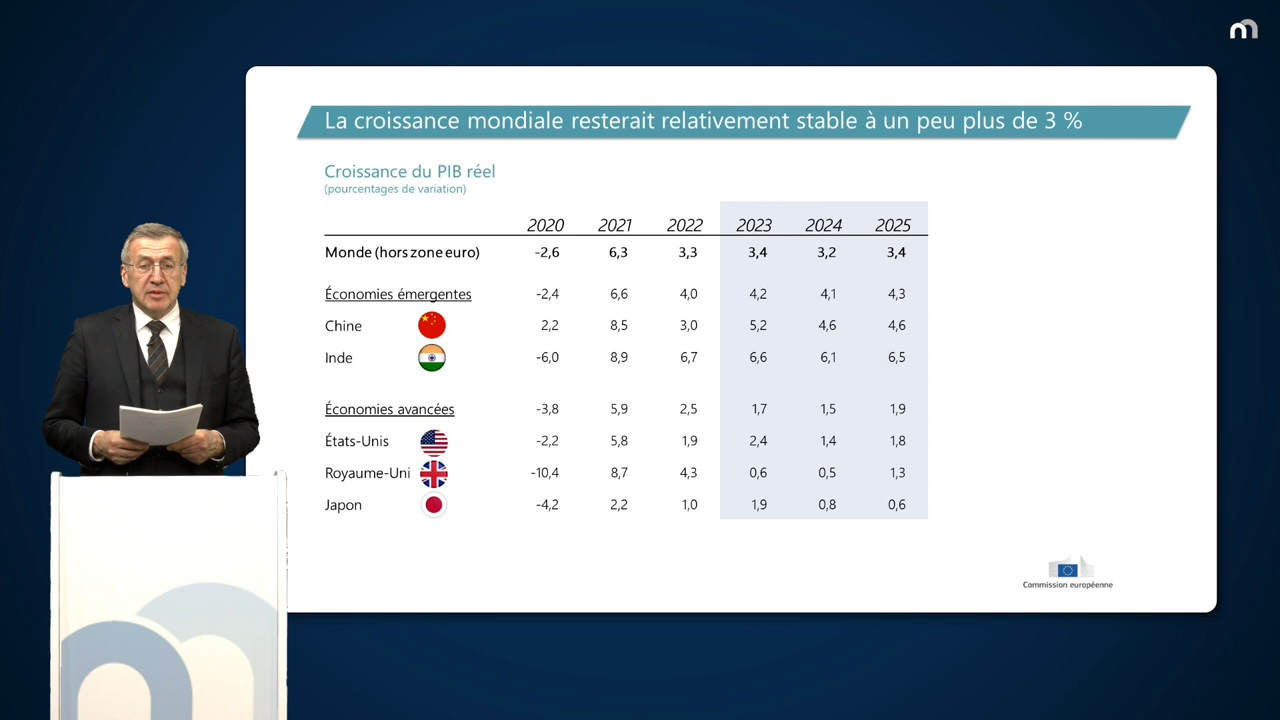 La croissance mondiale resterait relativement stable à un peu plus de 3 %
Croissance du PIB réel
(pourcentages de variation)
2020 2021 2022 2023 2024 2025
Monde (hors zone euro) -2,6 6,3 3,3 3,4 3,2 3,4
Économies émergentes -2,4 6,6 4,0 4,2 4,1 4,3
Chine 2,2 8,5 3,0 5,2 4,6 4,6
Inde -6,0 8,9 6,7 6,6 6,1 6,5
Économies avancées -3,8 5,9 2,5 1,7 1,5 1,9
États-Unis -2,2 5,8 1,9 2,4 1,4 1,8
Royaume-Uni -10,4 8,7 4,3 0,6 0,5 1,3
Japon -4,2 2,2 1,0 1,9 0,8 0,6
Commission européenne